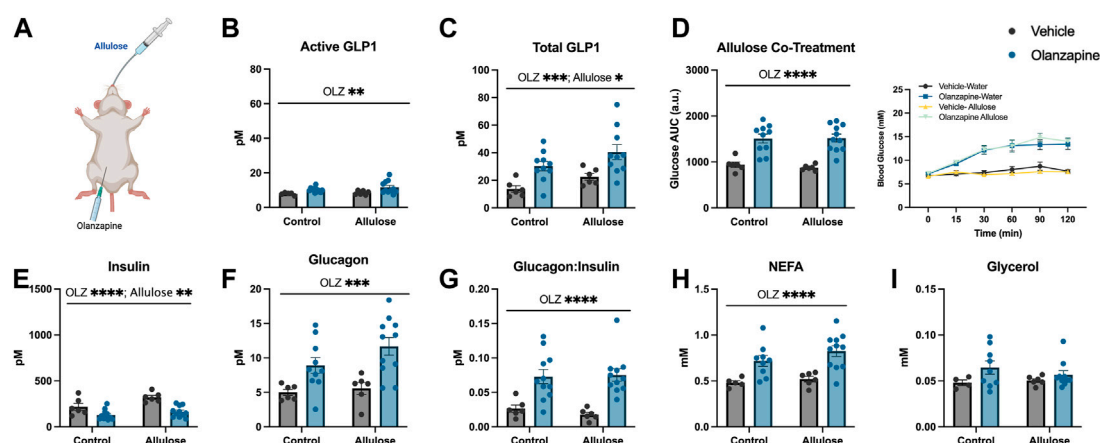 A
Allulose
Olanzapine
B
Active GLP1
OLZ **
pM
80
60
40
20
0
Control
Allulose
C
Total GLP1
OLZ ***; Allulose *
pM
100
80
60
40
20
0
Control
Allulose
D
Allulose Co-Treatment
OLZ ****
Glucose AUC (a.u.)
3000
2000
1000
0
Control
Allulose
Vehicle
Olanzapine
Vehicle-Water
Olanzapine-Water
Vehicle- Allulose
Olanzapine Allulose
Blood Glucose (mM)
25
20
15
10
5
0
0 15 30 60 90 120
Time (min)
E
Insulin
OLZ ****; Allulose **
pM
1500
1000
500
0
Control
Allulose
F
Glucagon
OLZ ***
pM
20
15
10
5
0
Control
Allulose
G
Glucagon:Insulin
OLZ ****
pM
0.20
0.15
0.10
0.05
0.00
Control
Allulose
H
NEFA
OLZ ****
mM
1.5
1.0
0.5
0.0
Control
Allulose
I
Glycerol
mM
0.15
0.10
0.05
0.00
Control
Allulose